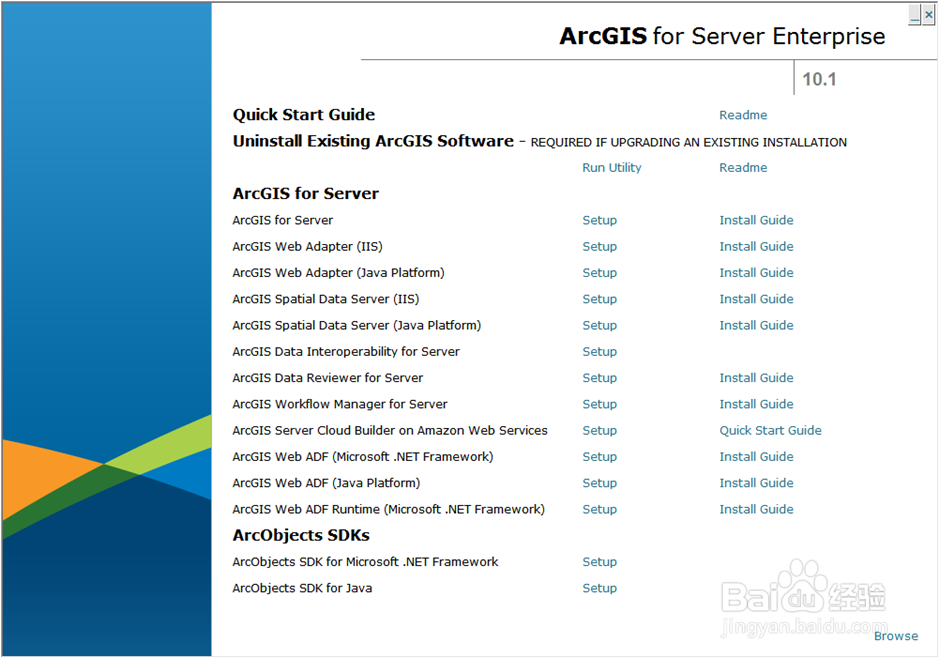 ArcGIS for Server Enterprise
10.1
Quick Start Guide Readme
Uninstall Existing ArcGIS Software – REQUIRED IF UPGRADING AN EXISTING INSTALLATION
Run Utility Readme
ArcGIS for Server
ArcGIS for Server Setup Install Guide
ArcGIS Web Adapter (IIS) Setup Install Guide
ArcGIS Web Adapter (Java Platform) Setup Install Guide
ArcGIS Spatial Data Server (IIS) Setup Install Guide
ArcGIS Spatial Data Server (Java Platform) Setup Install Guide
ArcGIS Data Interoperability for Server Setup
ArcGIS Data Reviewer for Server Setup Install Guide
ArcGIS Workflow Manager for Server Setup Install Guide
ArcGIS Server Cloud Builder on Amazon Web Services Setup Quick Start Guide
ArcGIS Web ADF (Microsoft .NET Framework) Setup Install Guide
ArcGIS Web ADF (Java Platform) Setup Install Guide
ArcGIS Web ADF Runtime (Microsoft .NET Framework) Setup Install Guide
ArcObjects SDKs
ArcObjects SDK for Microsoft .NET Framework Setup
ArcObjects SDK for Java Setup
Baidu 经验
jingyan.baidu.com
Browse